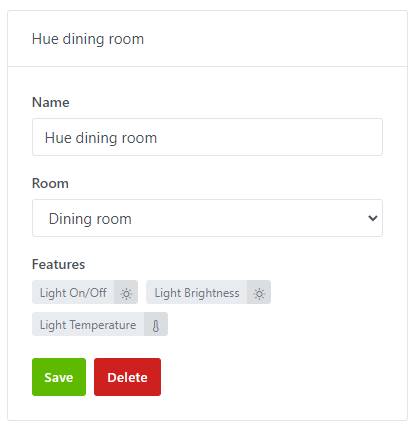 Hue dining room
Name
Hue dining room
Room
Dining room
Features
Light On/Off Light Brightness
Light Temperature
Save Delete